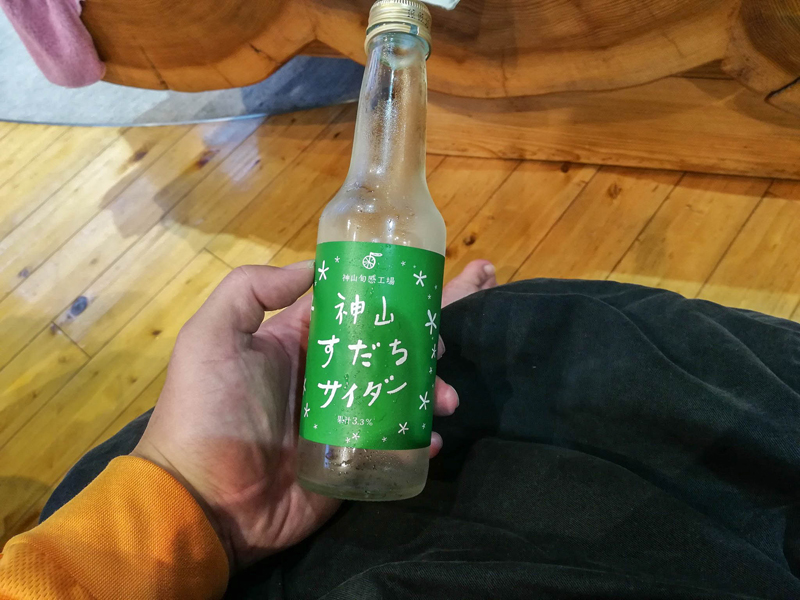 神山旬感工場
神山
すだち
サイダー
果汁3.3%